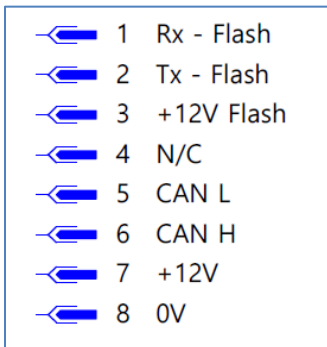 1 Rx - Flash
2 Tx - Flash
3 +12V Flash
4 N/C
5 CAN L
6 CAN H
7 +12V
8 0V